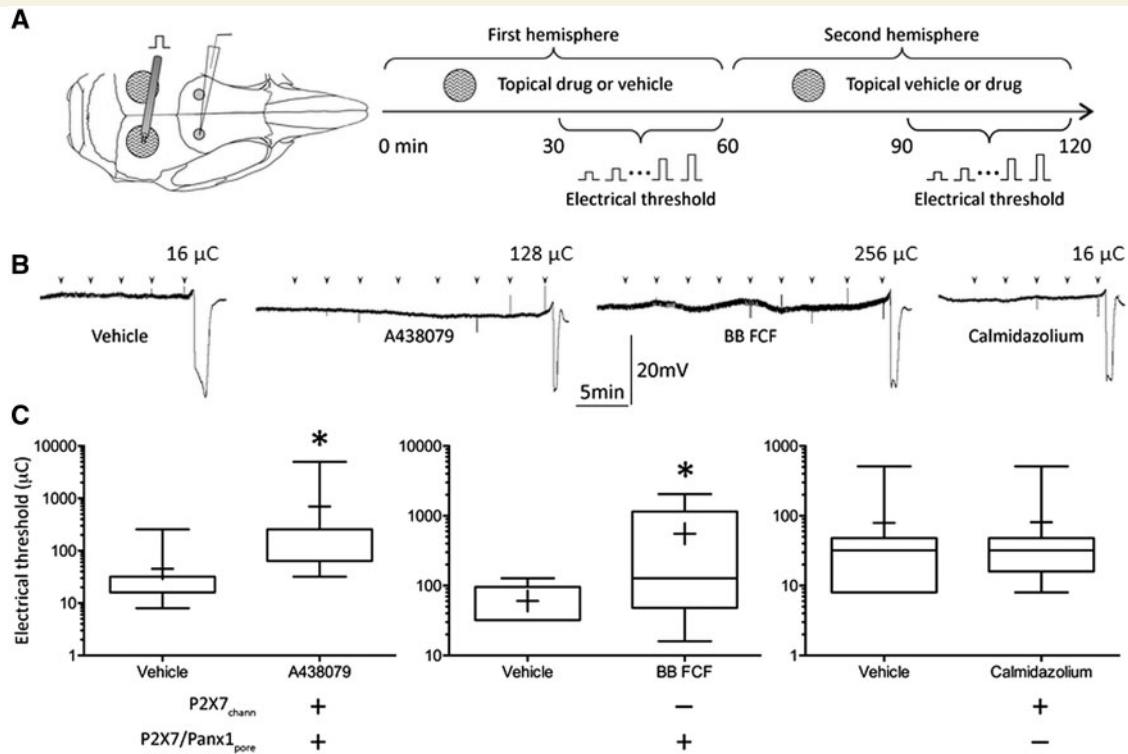 A
First hemisphere
Second hemisphere
Topical drug or vehicle
Topical vehicle or drug
0 min
30
60
90
120
Electrical threshold
Electrical threshold
B
16 µC
128 µC
256 µC
16 µC
Vehicle
A438079
BB FCF
Calmidazolium
20mV
5min
C
Electrical threshold (µC)
10000
1000
100
10
1
10000
1000
100
10
1000
100
10
1
*
*
Vehicle
A438079
Vehicle
BB FCF
Vehicle
Calmidazolium
P2X7chann + − +
P2X7/Panx1pore + + −